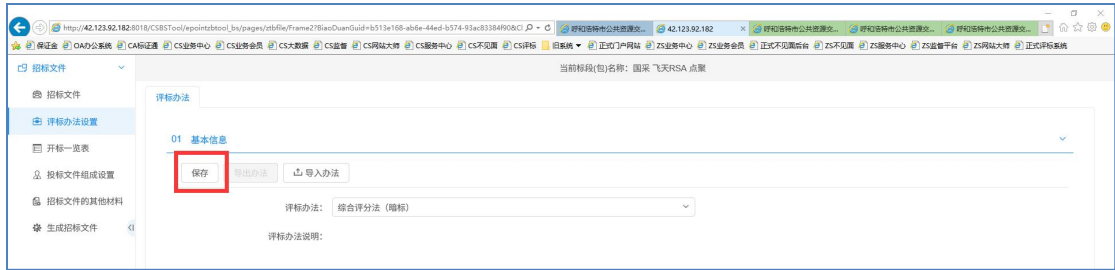 http://42.123.92.182:8018/CSBSTool/epointzbtool_bs/pages/ztbfile/Frame2?BiaoDuanGuid=b513e168-ab6e-44ed-b574-93ac83384f90&C
呼和浩特市公共资源交... 42.123.92.182 呼和浩特市公共资源交... 呼和浩特市公共资源交... 呼和浩特市公共资源交...
保证金 OA办公系统 CA标证通 CS业务中心 CS业务会员 CS大数据 CS监督 CS网站大师 CS服务中心 CS不见面 CS评标 旧系统 正式门户网站 ZS业务中心 ZS业务会员 正式不见面后台 ZS不见面 ZS服务中心 ZS监督平台 ZS网站大师 正式评标系统
招标文件
当前标段(包)名称：国采 飞天RSA 点聚
招标文件
评标办法
评标办法设置
01 基本信息
开标一览表
保存 导出办法 导入办法
投标文件组成设置
招标文件的其他材料
评标办法： 综合评分法（暗标）
生成招标文件
评标办法说明：